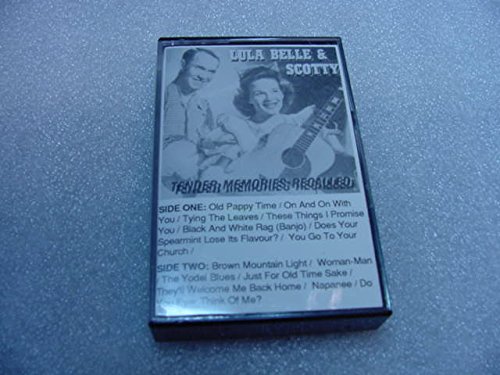 LULA BELLE &
SCOTTY
TENDER MEMORIES RECALLED
SIDE ONE: Old Pappy Time / On And On With
You / Tying The Leaves / These Things I Promise
You / Black And White Rag (Banjo) / Does Your
Spearmint Lose Its Flavour? / You Go To Your
Church /
SIDE TWO: Brown Mountain Light / Woman-Man
/ The Yodel Blues / Just For Old Time Sake /
They'll Welcome Me Back Home / Napanee / Do
You Ever Think Of Me?